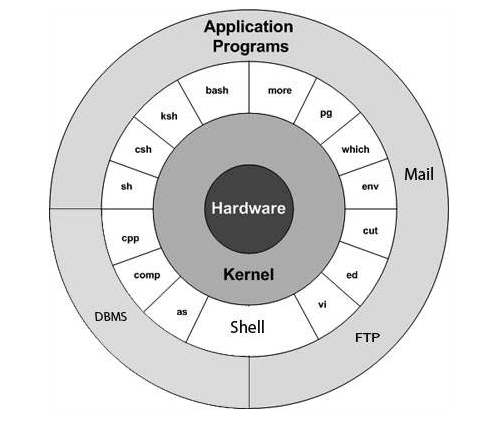 Application
Programs
bash
more
ksh
pg
csh
which
sh
env
Mail
Hardware
cpp
cut
Kernel
comp
ed
DBMS
as
vi
Shell
FTP